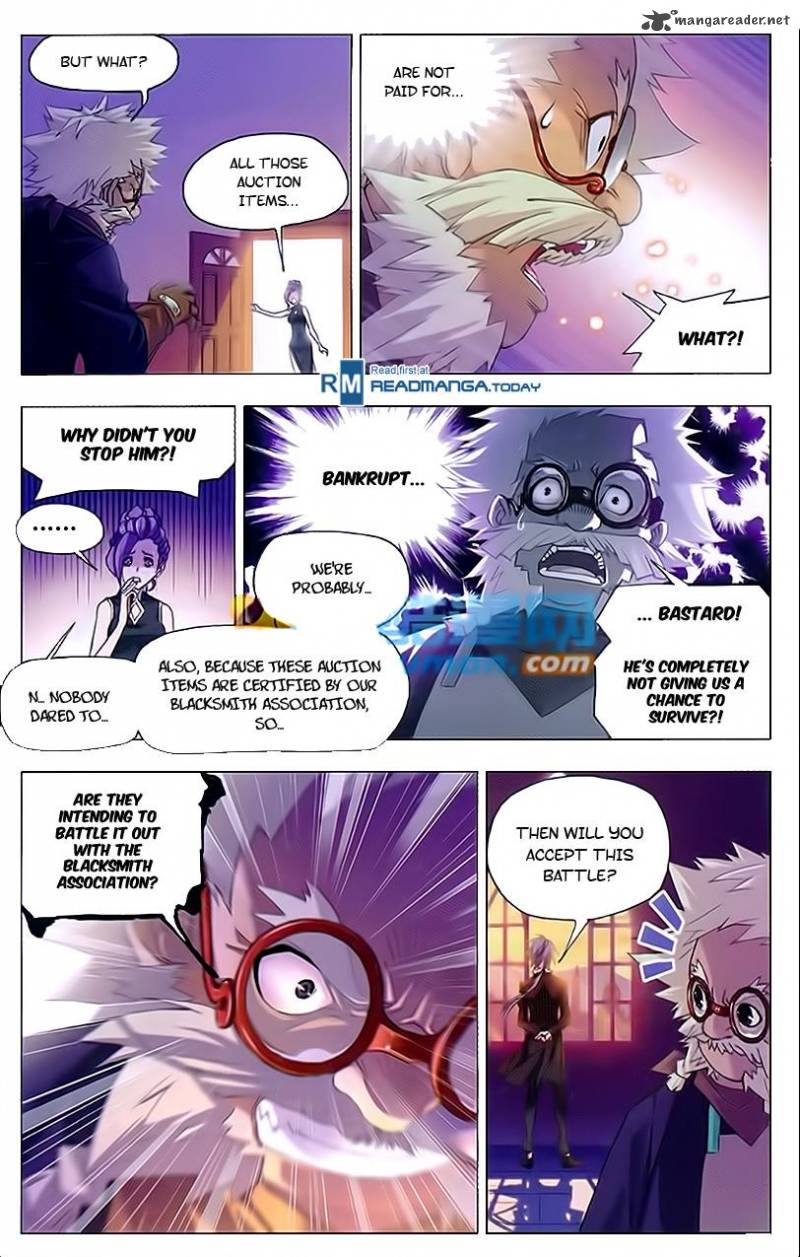 mangareader.net
BUT WHAT?
ALL THOSE
AUCTION
ITEMS...
ARE NOT
PAID FOR...
WHAT?!
RM
Read first at
READMANGA.TODAY
WHY DIDN'T YOU
STOP HIM?!
......
N... NOBODY
DARED TO...
BANKRUPT...
WE'RE
PROBABLY...
ALSO, BECAUSE THESE AUCTION
ITEMS ARE CERTIFIED BY OUR
BLACKSMITH ASSOCIATION,
SO...
... BASTARD!
HE'S COMPLETELY
NOT GIVING US A
CHANCE TO
SURVIVE?!
.com
ARE THEY
INTENDING TO
BATTLE IT OUT
WITH THE
BLACKSMITH
ASSOCIATION?
THEN WILL YOU
ACCEPT THIS
BATTLE?